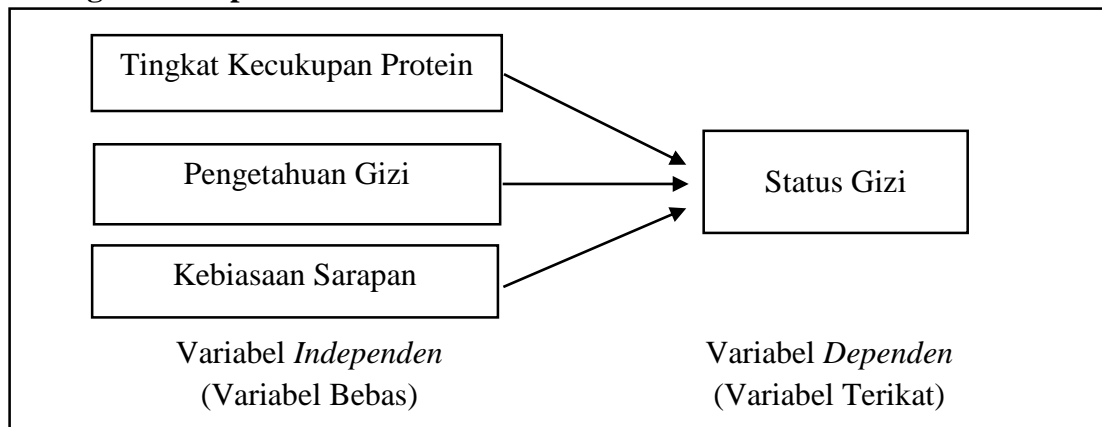 Tingkat Kecukupan Protein
Pengetahuan Gizi
Status Gizi
Kebiasaan Sarapan
Variabel Independen
(Variabel Bebas)
Variabel Dependen
(Variabel Terikat)